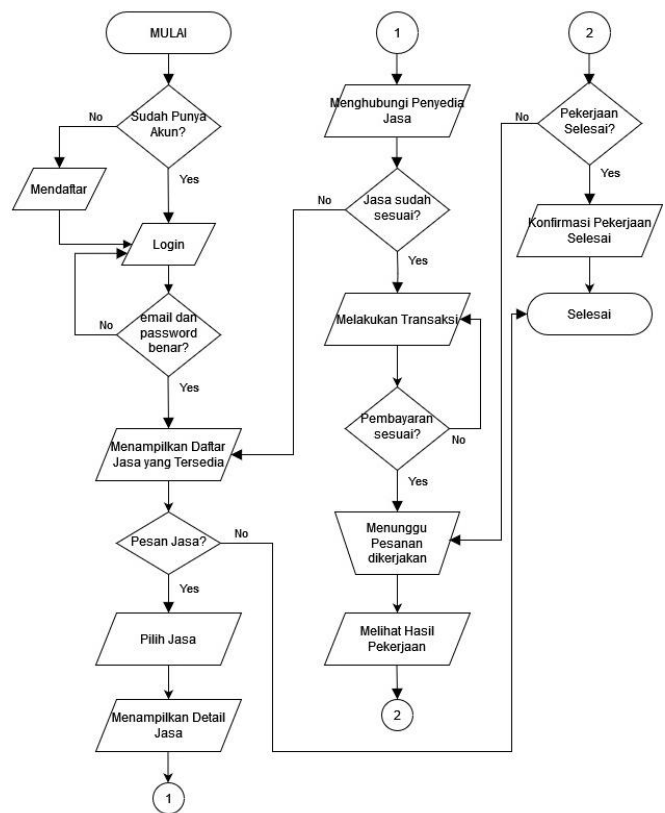 MULAI
Sudah Punya
Akun?
No
Yes
Mendaftar
Login
email dan
password
benar?
No
Yes
Menampilkan Daftar
Jasa yang Tersedia
Pesan Jasa?
No
Yes
Pilih Jasa
Menampilkan Detail
Jasa
1
1
Menghubungi Penyedia
Jasa
Jasa sudah
sesuai?
No
Yes
Melakukan Transaksi
Pembayaran
sesuai?
No
Yes
Menunggu
Pesanan
dikerjakan
Melihat Hasil
Pekerjaan
2
2
Pekerjaan
Selesai?
No
Yes
Konfirmasi Pekerjaan
Selesai
Selesai